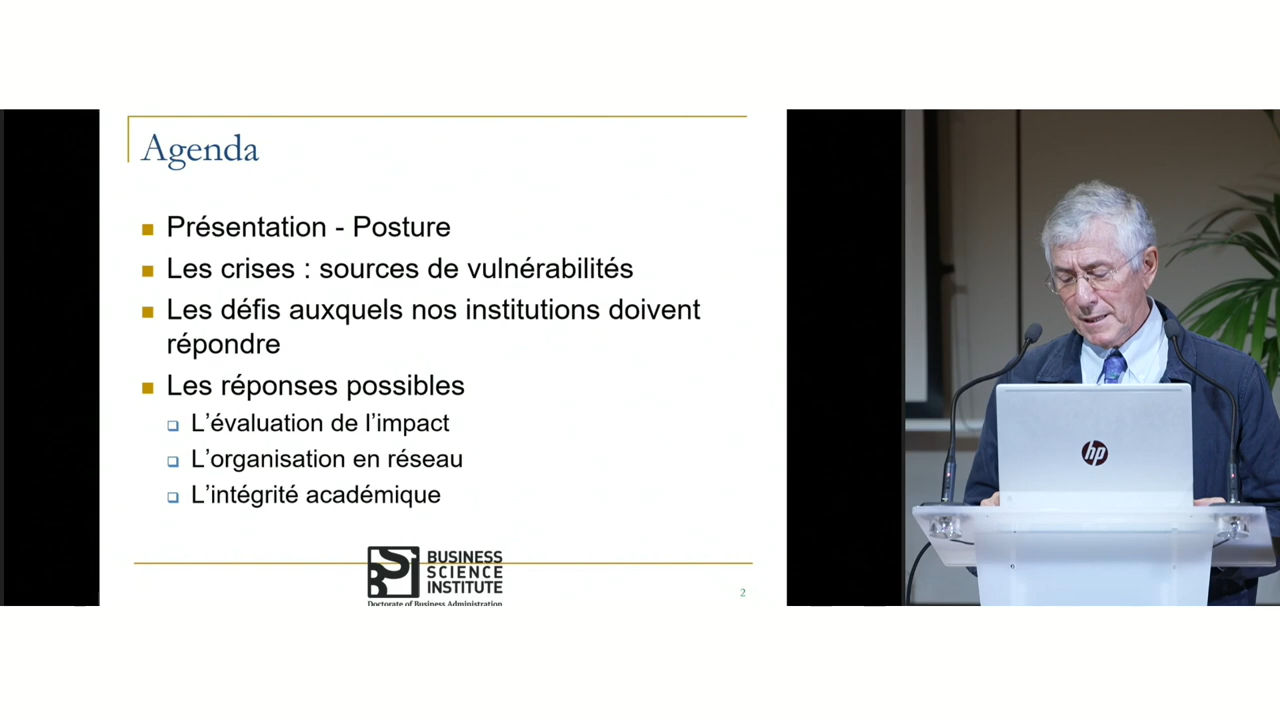 Agenda
Présentation - Posture
Les crises : sources de vulnérabilités
Les défis auxquels nos institutions doivent
répondre
Les réponses possibles
L’évaluation de l’impact
L’organisation en réseau
L’intégrité académique
BSI
BUSINESS
SCIENCE
INSTITUTE
Doctorate of Business Administration
2
hp